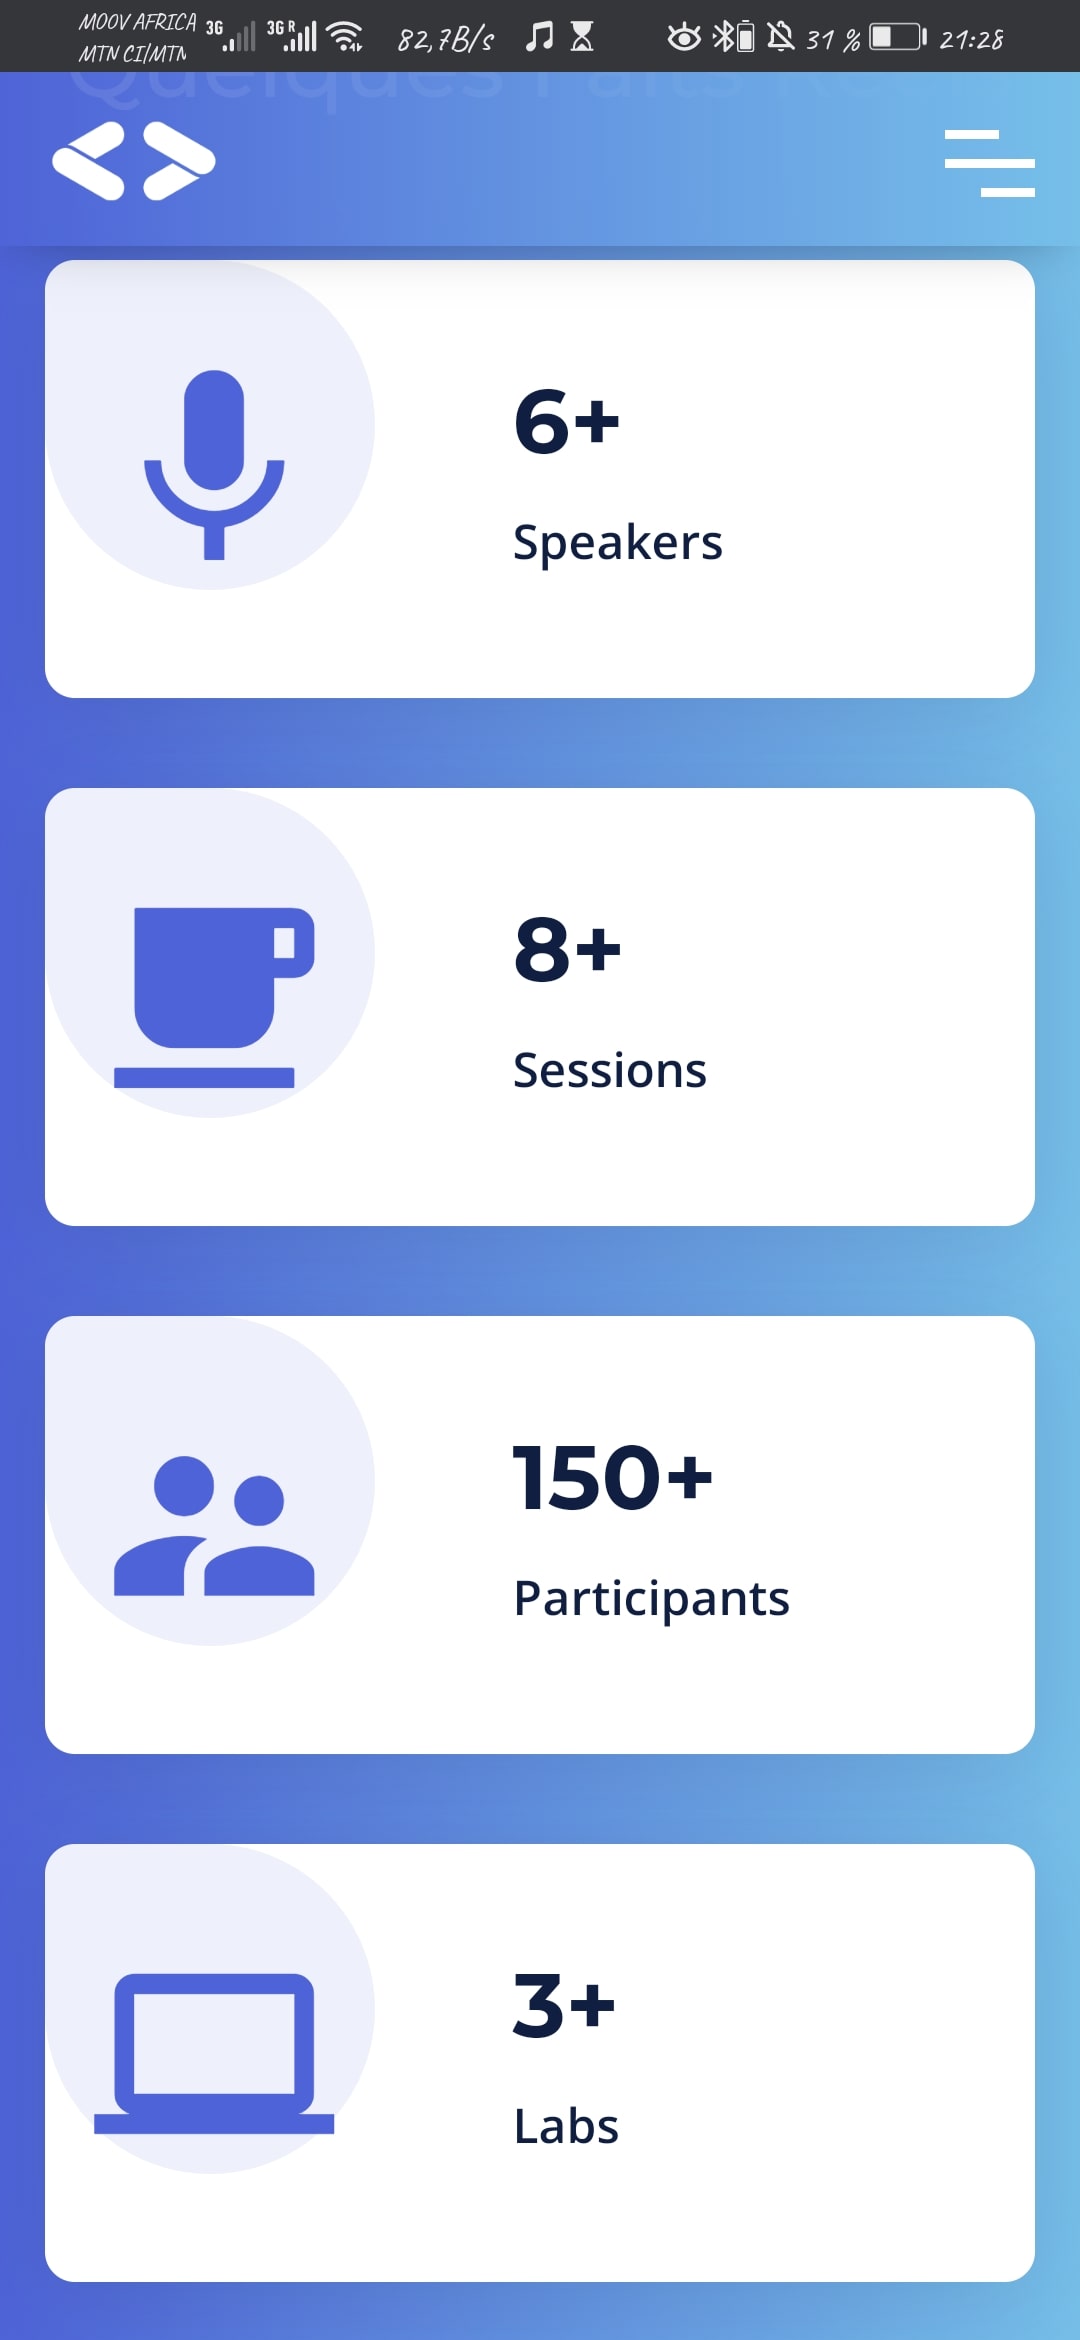 MOOV AFRICA
MTN CI/MTN
3G 3G R 82,7B/s 31 % 21:28
Quelques Faits
6+
Speakers
8+
Sessions
150+
Participants
3+
Labs